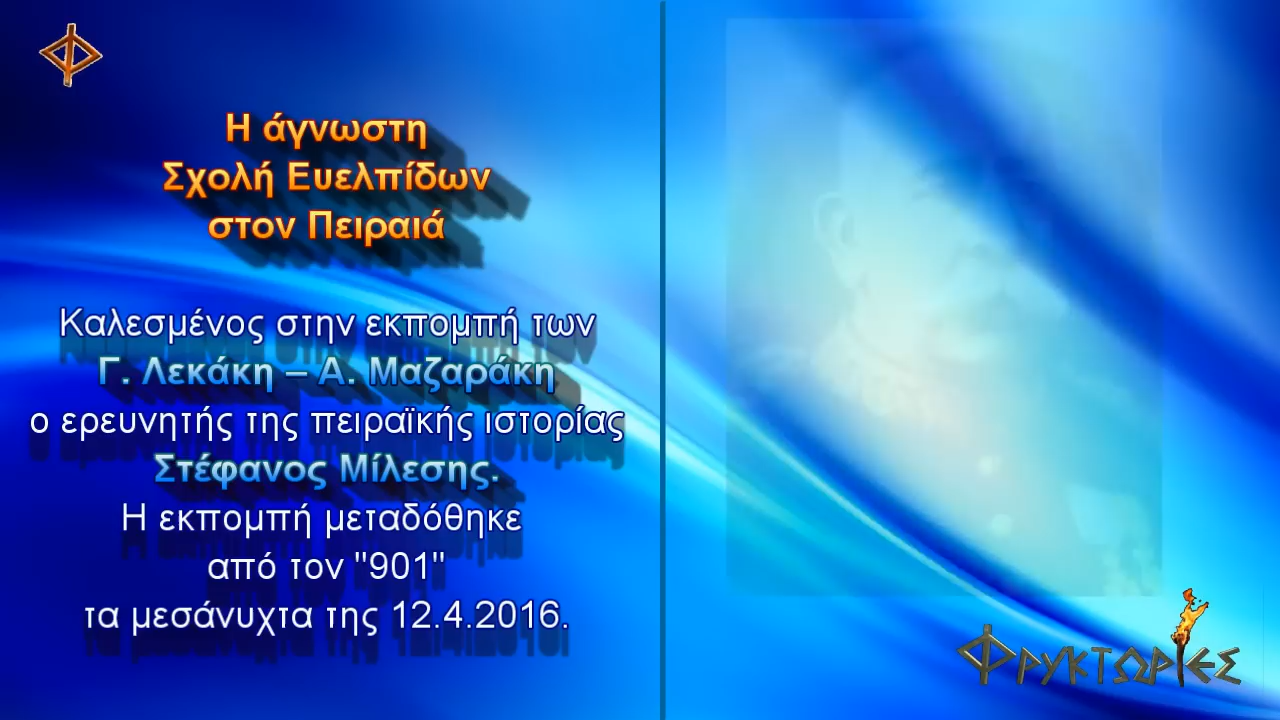 Φ
Η άγνωστη
Σχολή Ευελπίδων
στον Πειραιά
Καλεσμένος στην εκπομπή των
Γ. Λεκάκη – Α. Μαζαράκη
ο ερευνητής της πειραϊκής ιστορίας
Στέφανος Μίλεσης.
Η εκπομπή μεταδόθηκε
από τον "901"
τα μεσάνυχτα της 12.4.2016.
ΦΡΥΚΤΩΡΙΕΣ